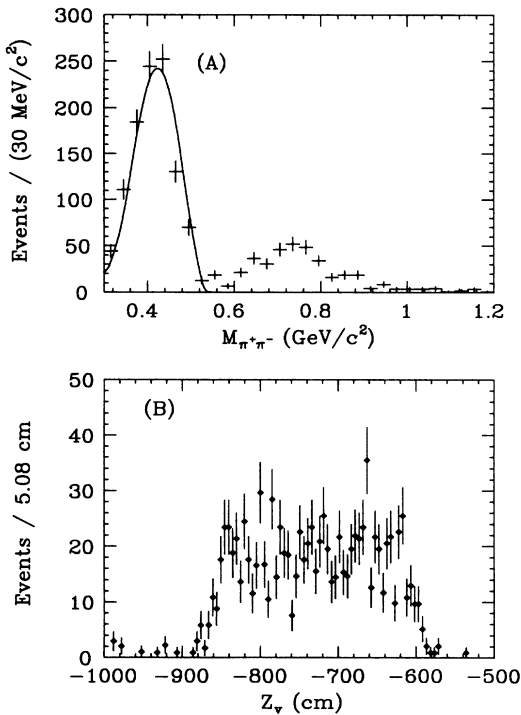 300
250
200
150
100
50
0
Events / (30 MeV/c²)
(A)
0.4 0.6 0.8 1 1.2
M_π⁺π⁻ (GeV/c²)
50
40
30
20
10
0
Events / 5.08 cm
(B)
-1000 -900 -800 -700 -600 -500
Z_v (cm)